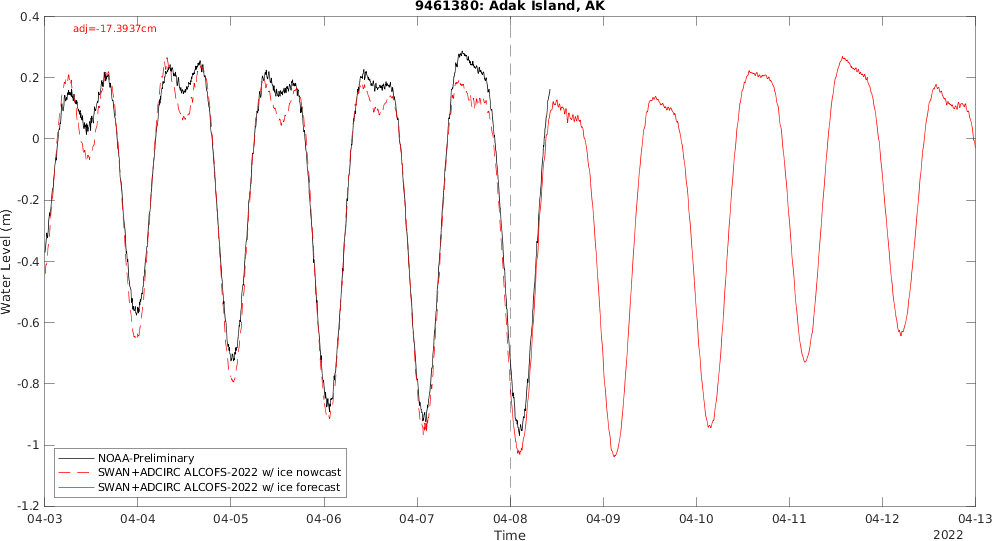 9461380: Adak Island, AK
adj=-17.3937cm
0.4
0.2
0
-0.2
-0.4
-0.6
-0.8
-1
-1.2
Water Level (m)
NOAA-Preliminary
SWAN+ADCIRC ALCOFS-2022 w/ ice nowcast
SWAN+ADCIRC ALCOFS-2022 w/ ice forecast
04-03 04-04 04-05 04-06 04-07 04-08 04-09 04-10 04-11 04-12 04-13
Time
2022